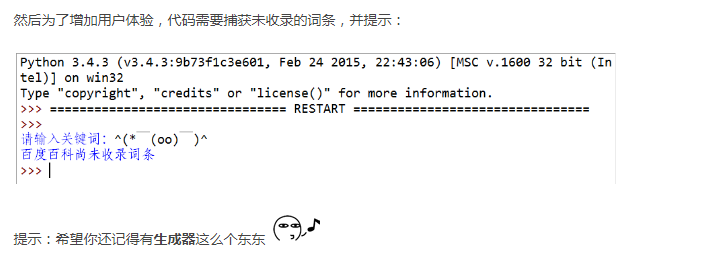 然后为了增加用户体验，代码需要捕获未收录的词条，并提示：
Python 3.4.3 (v3.4.3:9b73f1c3e601, Feb 24 2015, 22:43:06) [MSC v.1600 32 bit (In
tel)] on win32
Type "copyright", "credits" or "license()" for more information.
>>> ================================ RESTART ================================
>>>
请输入关键词：^(*￣(oo)￣)^
百度百科尚未收录词条
>>>
提示：希望你还记得有生成器这么个东东